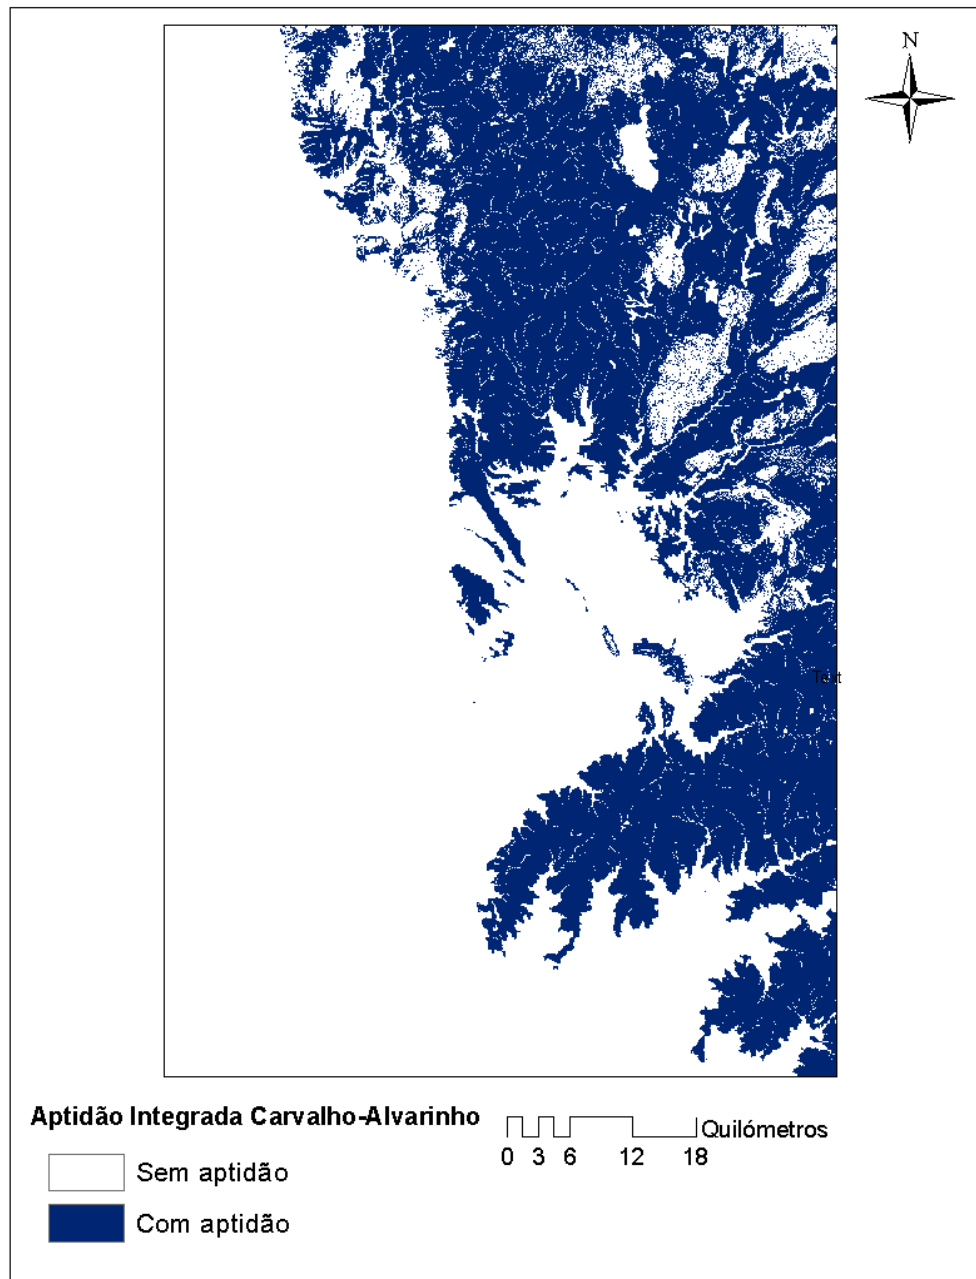 N
Text
Aptidão Integrada Carvalho-Alvarinho
Quilómetros
0 3 6 12 18
Sem aptidão
Com aptidão